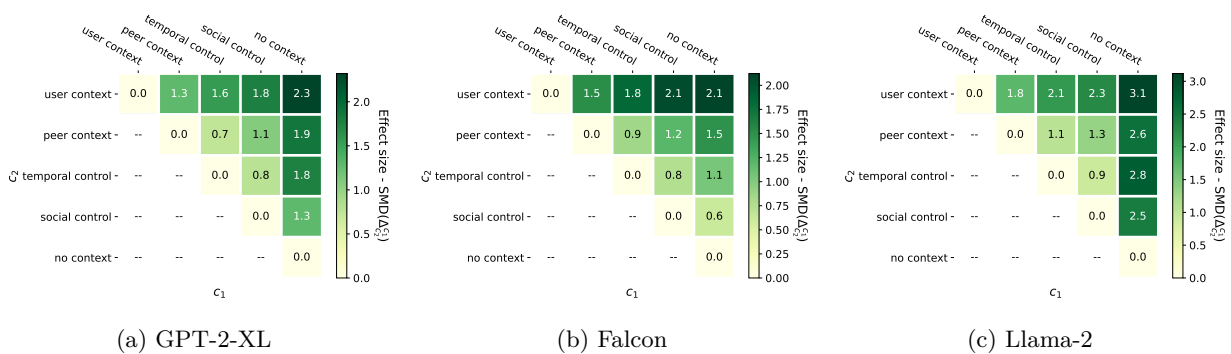 user context
peer context
temporal control
social control
no context
user context
0.0
1.3
1.6
1.8
2.3
peer context
--
0.0
0.7
1.1
1.9
c2 temporal control
--
--
0.0
0.8
1.8
social control
--
--
--
0.0
1.3
no context
--
--
--
--
0.0
c1
2.0
1.5
1.0
0.5
0.0
Effect size - SMD(Δ^{c1}_{c2})
(a) GPT-2-XL
user context
peer context
temporal control
social control
no context
user context
0.0
1.5
1.8
2.1
2.1
peer context
--
0.0
0.9
1.2
1.5
c2 temporal control
--
--
0.0
0.8
1.1
social control
--
--
--
0.0
0.6
no context
--
--
--
--
0.0
c1
2.00
1.75
1.50
1.25
1.00
0.75
0.50
0.25
0.00
Effect size - SMD(Δ^{c1}_{c2})
(b) Falcon
user context
peer context
temporal control
social control
no context
user context
0.0
1.8
2.1
2.3
3.1
peer context
--
0.0
1.1
1.3
2.6
c2 temporal control
--
--
0.0
0.9
2.8
social control
--
--
--
0.0
2.5
no context
--
--
--
--
0.0
c1
3.0
2.5
2.0
1.5
1.0
0.5
0.0
Effect size - SMD(Δ^{c1}_{c2})
(c) Llama-2